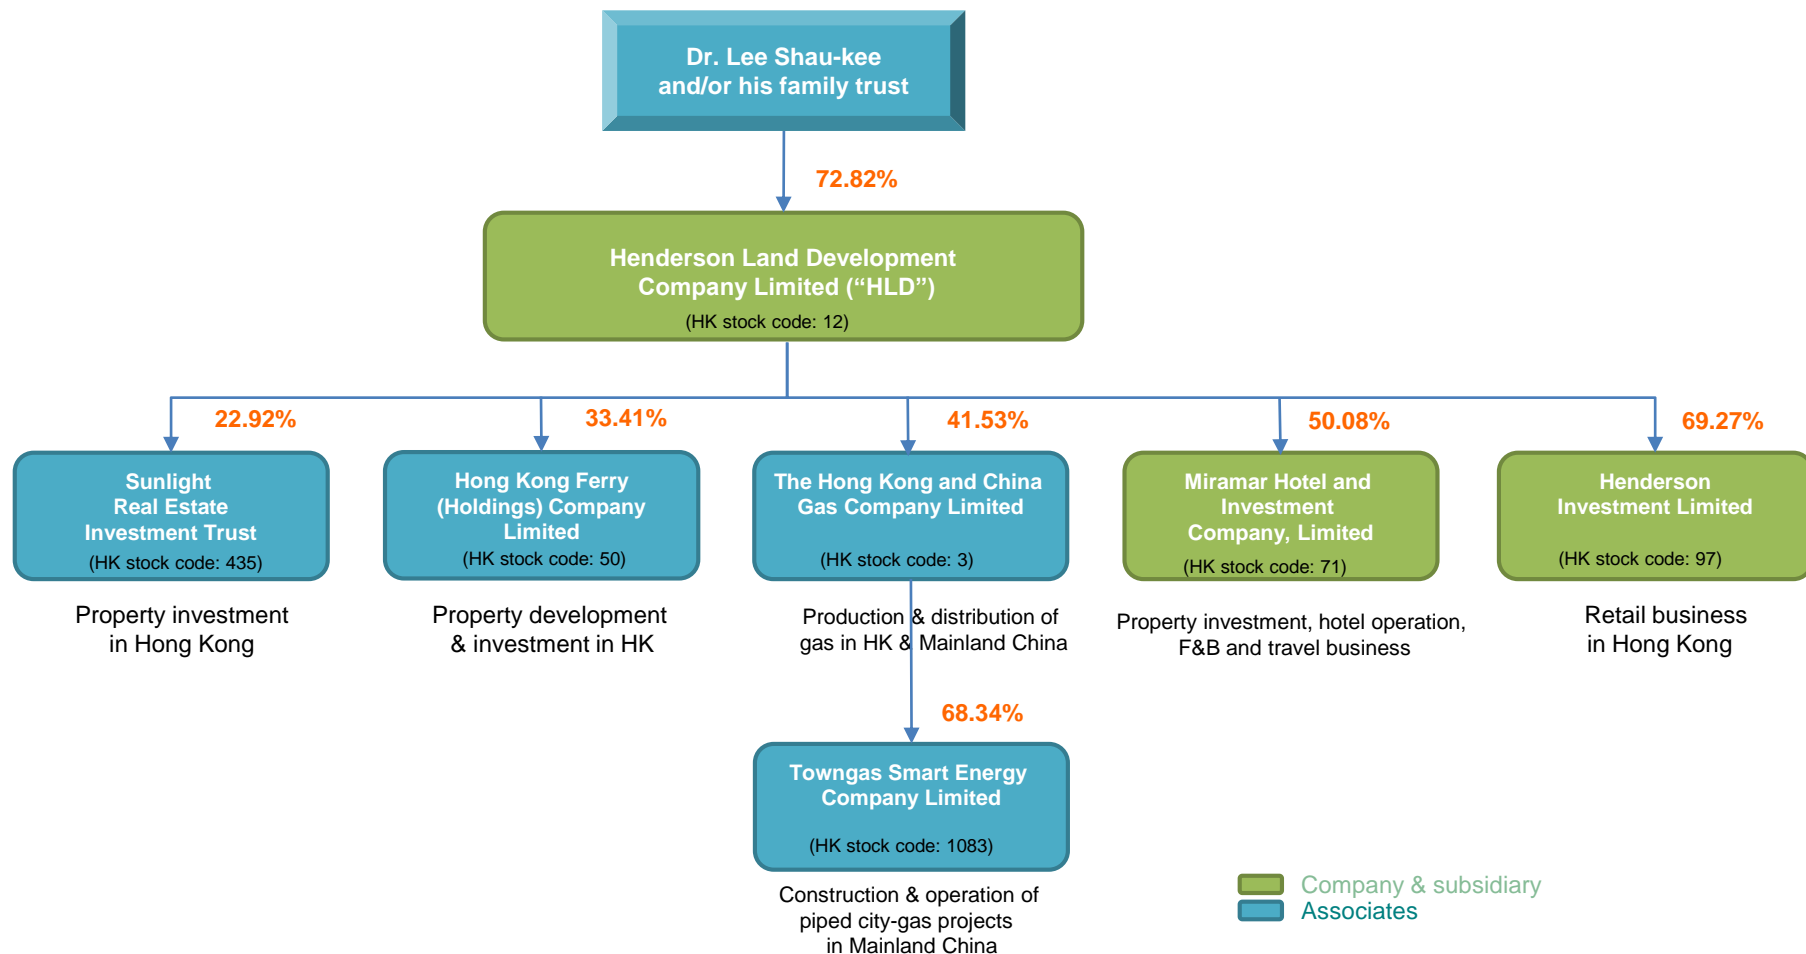 Dr. Lee Shau-kee
and/or his family trust
72.82%
Henderson Land Development
Company Limited (“HLD”)
(HK stock code: 12)
22.92%
33.41%
41.53%
50.08%
69.27%
Sunlight
Real Estate
Investment Trust
(HK stock code: 435)
Hong Kong Ferry
(Holdings) Company
Limited
(HK stock code: 50)
The Hong Kong and China
Gas Company Limited
(HK stock code: 3)
Miramar Hotel and
Investment
Company, Limited
(HK stock code: 71)
Henderson
Investment Limited
(HK stock code: 97)
Property investment
in Hong Kong
Property development
& investment in HK
Production & distribution of
gas in HK & Mainland China
Property investment, hotel operation,
F&B and travel business
Retail business
in Hong Kong
68.34%
Towngas Smart Energy
Company Limited
(HK stock code: 1083)
Construction & operation of
piped city-gas projects
in Mainland China
Company & subsidiary
Associates